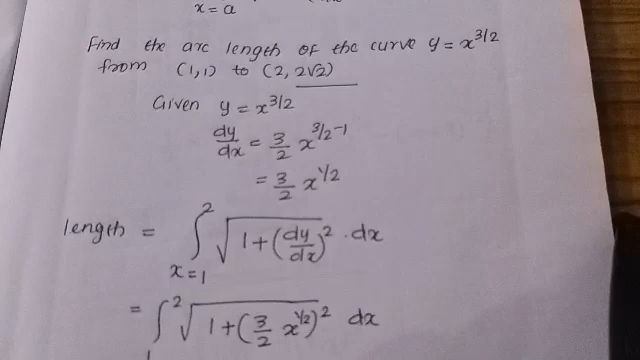 x = a
Find the arc length of the curve y = x^3/2
from (1,1) to (2, 2√2)
Given y = x^3/2
dy/dx = 3/2 x^3/2-1
= 3/2 x^1/2
length = ∫_{x=1}^{2} √(1+(dy/dx)^2) .dx
= ∫_{1}^{2} √(1+(3/2 x^1/2)^2) dx